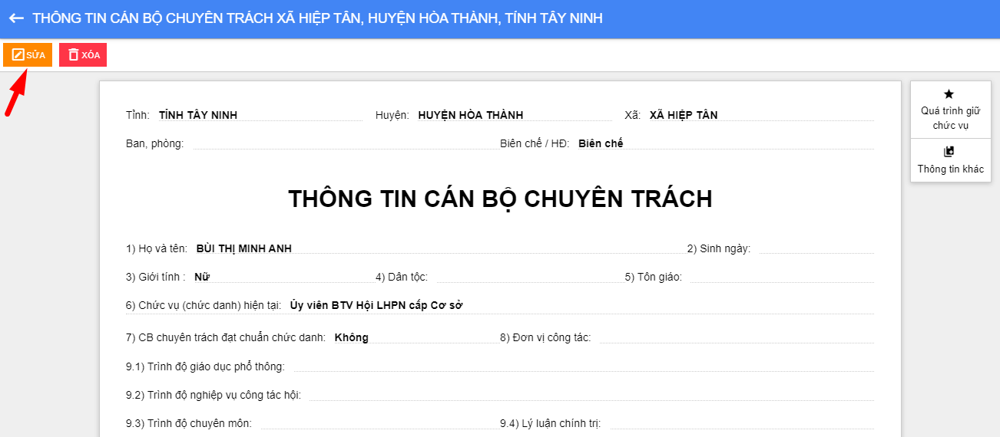 THÔNG TIN CÁN BỘ CHUYÊN TRÁCH XÃ HIỆP TÂN, HUYỆN HÒA THÀNH, TỈNH TÂY NINH
SỬA XÓA
Tỉnh: TỈNH TÂY NINH Huyện: HUYỆN HÒA THÀNH Xã: XÃ HIỆP TÂN
Ban, phòng: Biên chế / HĐ: Biên chế
THÔNG TIN CÁN BỘ CHUYÊN TRÁCH
1) Họ và tên: BÙI THỊ MINH ANH 2) Sinh ngày:
3) Giới tính : Nữ 4) Dân tộc: 5) Tôn giáo:
6) Chức vụ (chức danh) hiện tại: Ủy viên BTV Hội LHPN cấp Cơ sở
7) CB chuyên trách đạt chuẩn chức danh: Không 8) Đơn vị công tác:
9.1) Trình độ giáo dục phổ thông:
9.2) Trình độ nghiệp vụ công tác hội:
9.3) Trình độ chuyên môn: 9.4) Lý luận chính trị:
Quá trình giữ
chức vụ
Thông tin khác